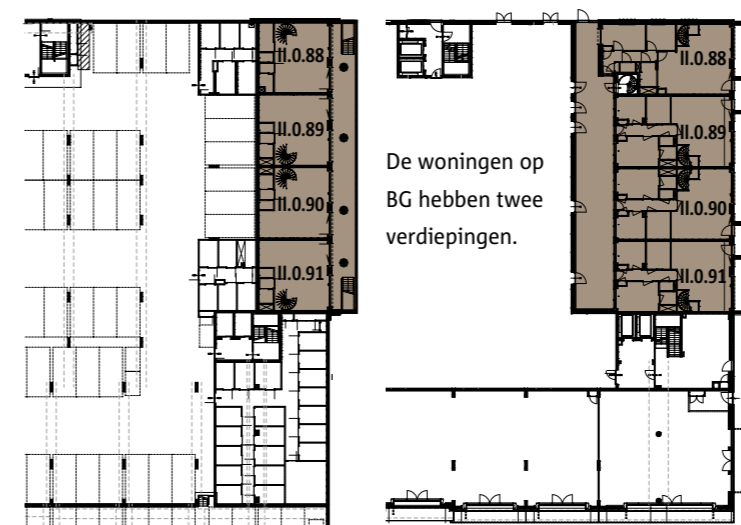 II.0.88
II.0.89
II.0.90
II.0.91
De woningen op
BG hebben twee
verdiepingen.
II.0.88
II.0.89
II.0.90
II.0.91